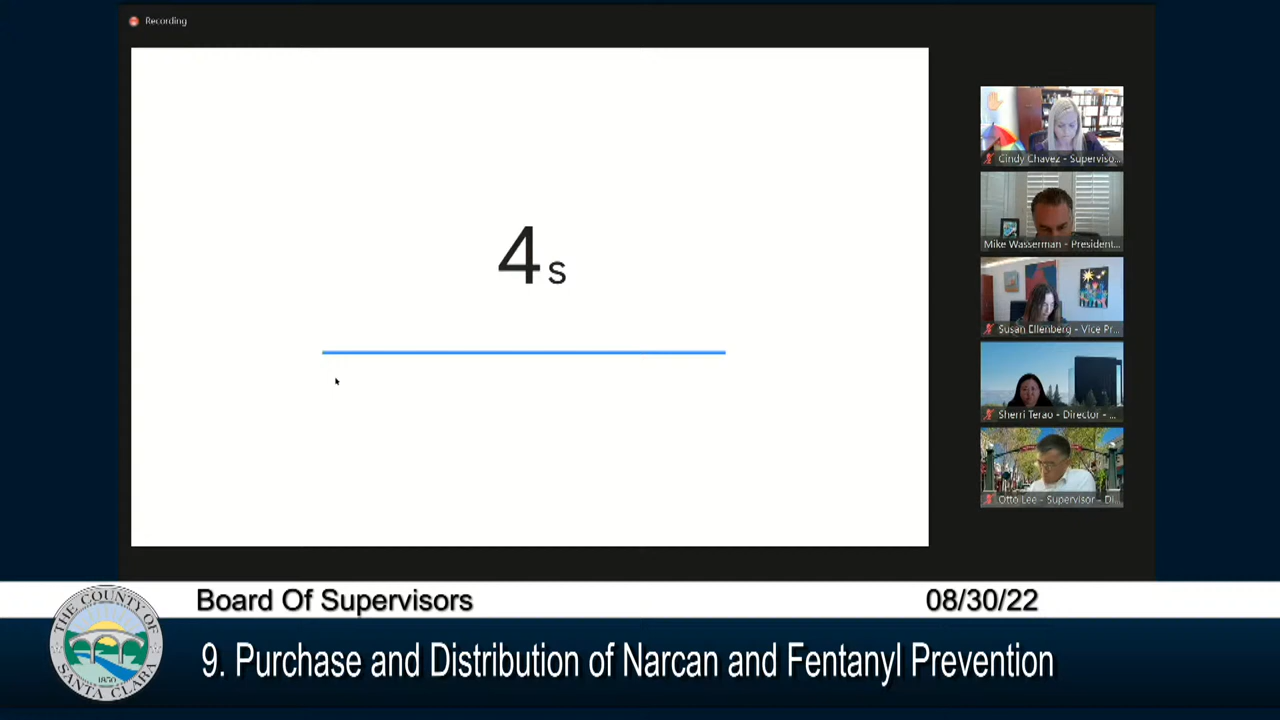 Recording
4 s
Cindy Chavez - Superviso...
Mike Wasserman - President...
Susan Ellenberg - Vice Pr...
Sherri Terao - Director - ...
Otto Lee - Supervisor - Di...
Board Of Supervisors
08/30/22
THE COUNTY OF
SANTA CLARA
1850
9. Purchase and Distribution of Narcan and Fentanyl Prevention